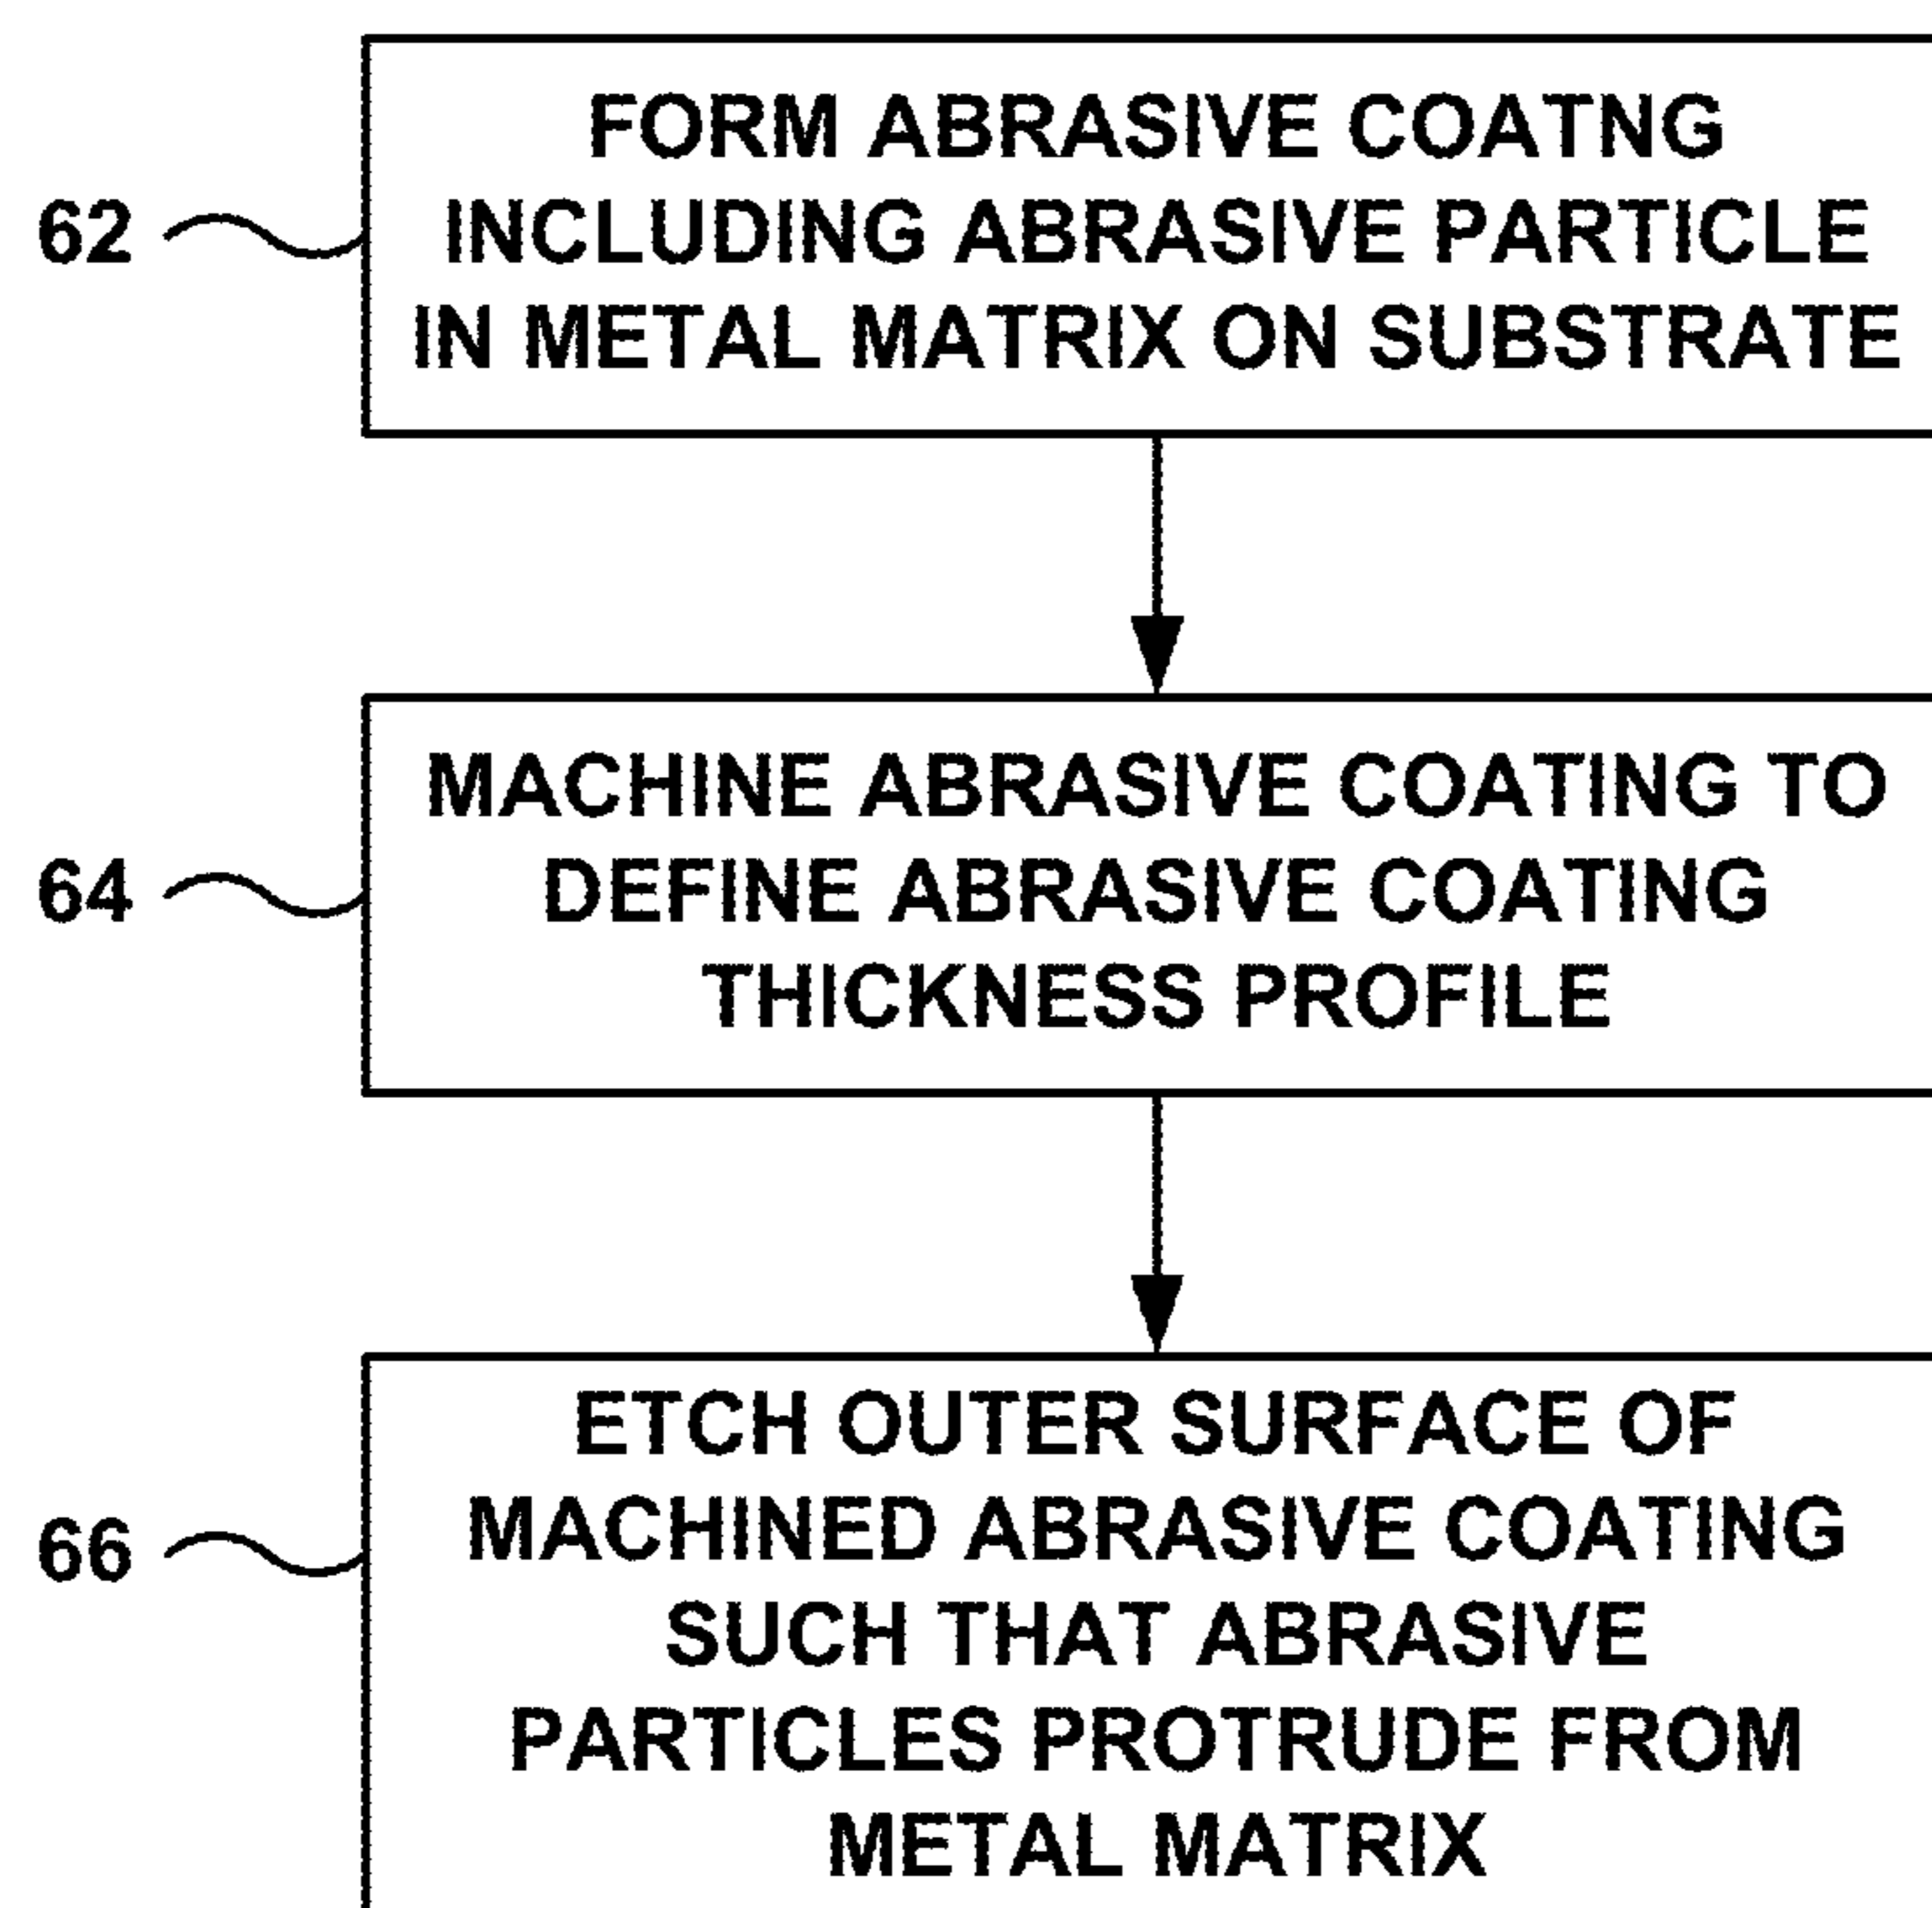 FORM ABRASIVE COATNG
62
INCLUDING ABRASIVE PARTICLE
IN METAL MATRIX ON SUBSTRATE
MACHINE ABRASIVE COATING TO
64
DEFINE ABRASIVE COATING
THICKNESS PROFILE
ETCH OUTER SURFACE OF
MACHINED ABRASIVE COATING
66
SUCH THAT ABRASIVE
PARTICLES PROTRUDE FROM
METAL MATRIX